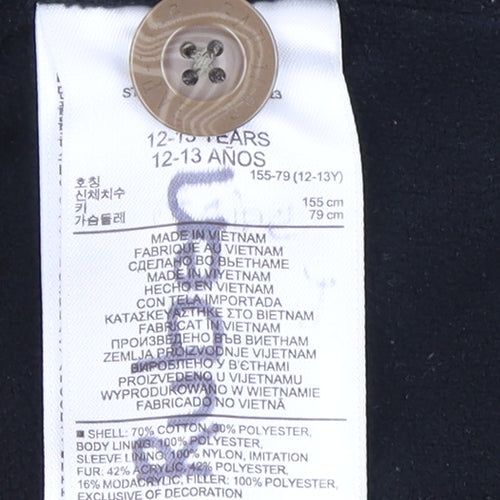 12-13 YEARS
12-13 AÑOS
호칭 155-79 (12-13Y)
신체치수
키 155 cm
가슴둘레 79 cm
MADE IN VIETNAM
FABRIQUÉ AU VIETNAM
СДЕЛАНО ВО ВЬЕТНАМЕ
MADE IN VIYETNAM
HECHO EN VIETNAM
CON TELA IMPORTADA
ΚΑΤΑΣΚΕΥΑΣΤΗΚΕ ΣΤΟ ΒΙΕΤΝΑΜ
FABRICAT IN VIETNAM
ПРОИЗВЕДЕНО ВЪВ ВИЕТНАМ
ZEMLJA PROIZVODNJE VIJETNAM
ВИРОБЛЕНО У В'ЄТНАМІ
PROIZVEDENO U VIJETNAMU
WYPRODUKOWANO W WIETNAMIE
FABRICADO NO VIETNÃ
SHELL: 70% COTTON, 30% POLYESTER,
BODY LINING: 100% POLYESTER,
SLEEVE LINING: 100% NYLON, IMITATION
FUR: 42% ACRYLIC, 42% POLYESTER,
16% MODACRYLIC, FILL: 100% POLYESTER,
EXCLUSIVE OF DECORATION